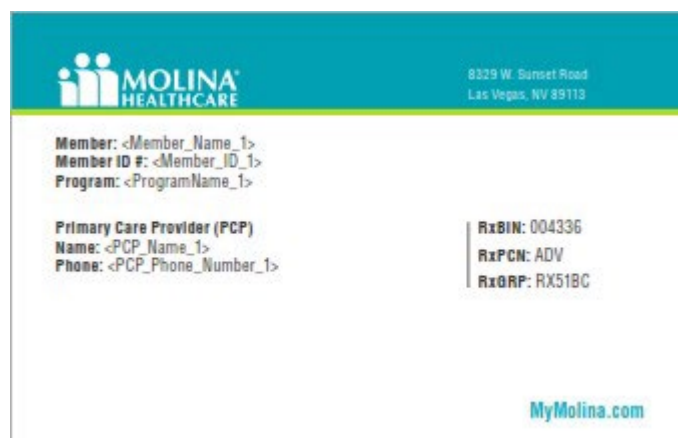 MOLINA
HEALTHCARE
8329 W. Sunset Road
Las Vegas, NV 89113
Member: <Member_Name_1>
Member ID #: <Member_ID_1>
Program: <ProgramName_1>
Primary Care Provider (PCP)
Name: <PCP_Name_1>
Phone: <PCP_Phone_Number_1>
RxBIN: 004336
RxPCN: ADV
RxGRP: RX51BC
MyMolina.com